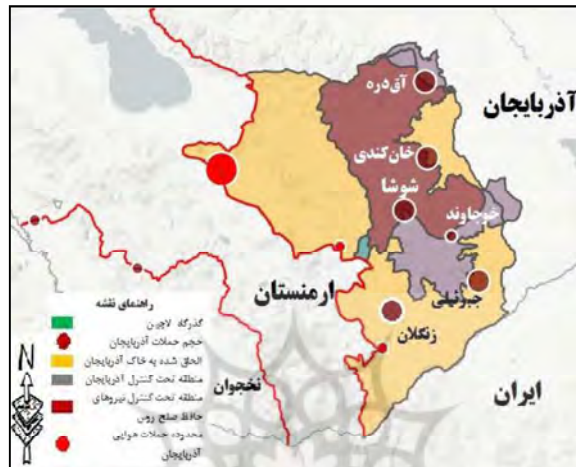 آق‌دره
آذربایجان
خان‌کندی
شوشا
خوجاوند
ارمنستان
جبرئیلی
زنگلان
نخجوان
ایران
راهنمای نقشه
گذرگاه لاچین
حجم حملات آذربایجان
الحاق شده به خاک آذربایجان
منطقه تحت کنترل آذربایجان
منطقه تحت کنترل نیروهای
حافظ صلح روس
محدوده حملات هوایی
آذربایجان
N